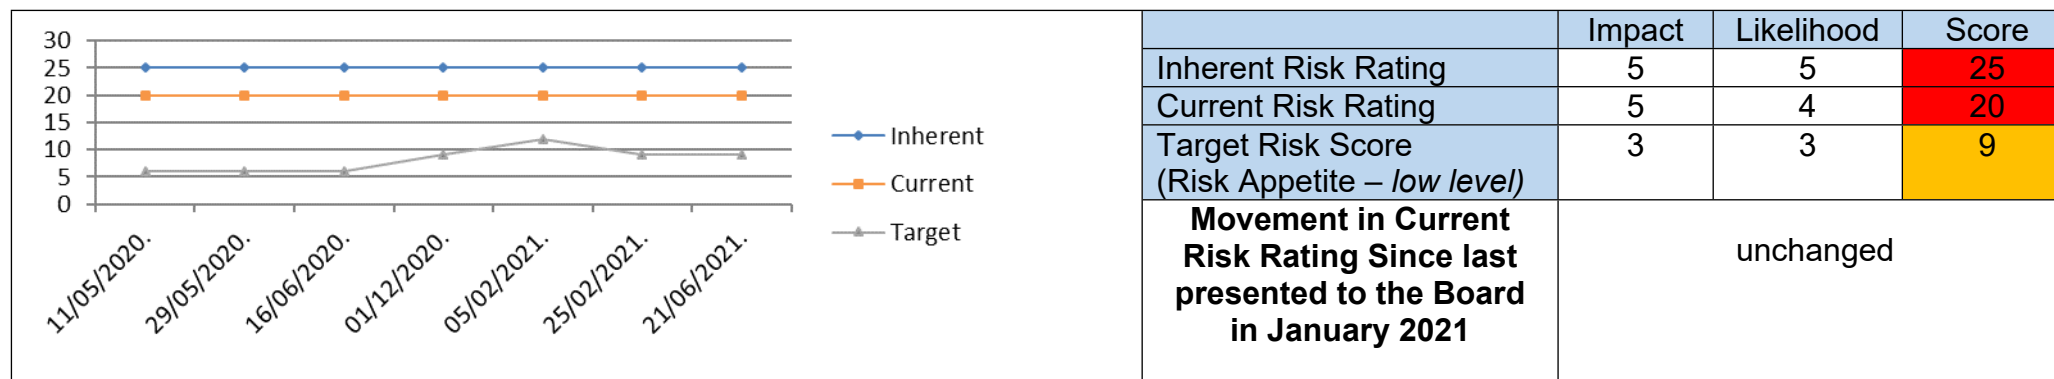 30
25
20
15
10
5
0
11/05/2020.
29/05/2020.
16/06/2020.
01/12/2020.
05/02/2021.
25/02/2021.
21/06/2021.
Inherent
Current
Target
Impact Likelihood Score
Inherent Risk Rating 5 5 25
Current Risk Rating 5 4 20
Target Risk Score 3 3 9
(Risk Appetite – low level)
Movement in Current
Risk Rating Since last
presented to the Board
in January 2021
unchanged